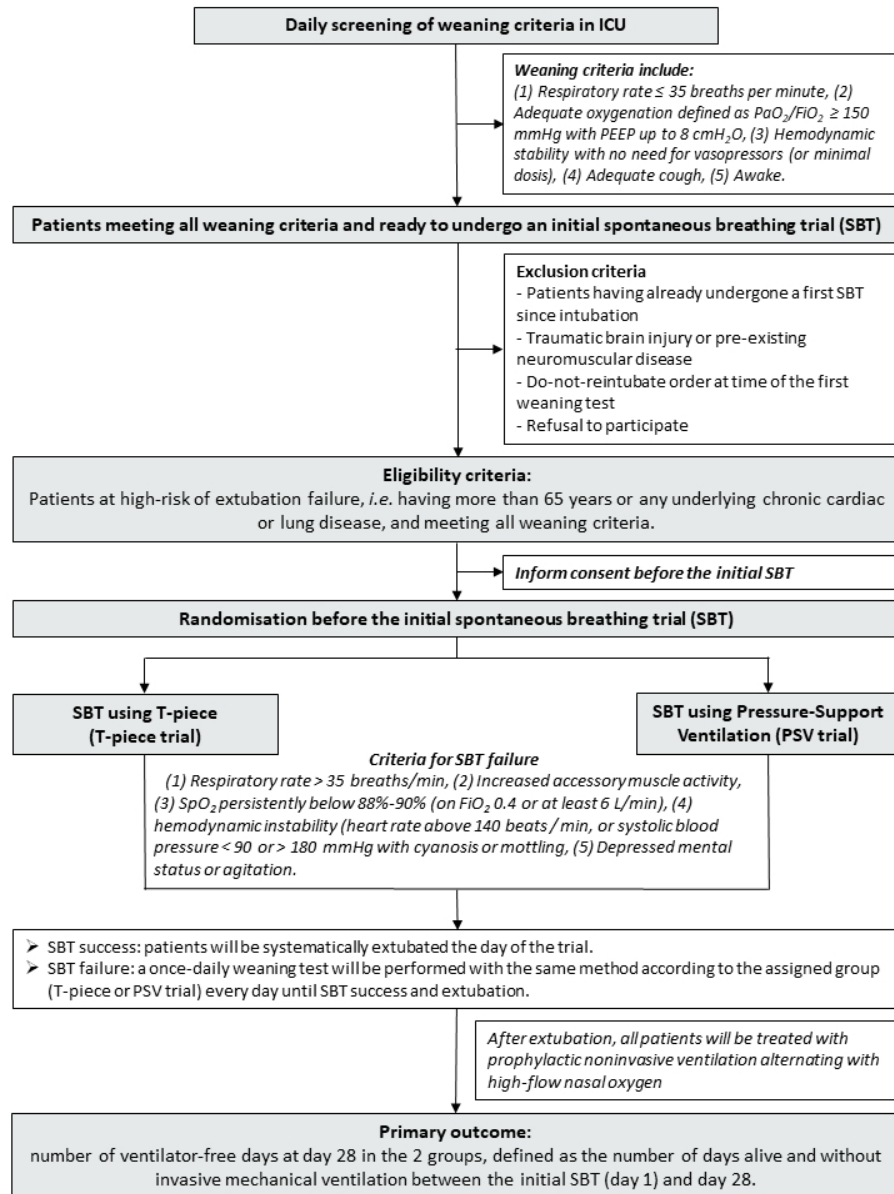 Daily screening of weaning criteria in ICU
Weaning criteria include:
(1) Respiratory rate ≤ 35 breaths per minute, (2)
Adequate oxygenation defined as PaO₂/FiO₂ ≥ 150
mmHg with PEEP up to 8 cmH₂O, (3) Hemodynamic
stability with no need for vasopressors (or minimal
dosis), (4) Adequate cough, (5) Awake.
Patients meeting all weaning criteria and ready to undergo an initial spontaneous breathing trial (SBT)
Exclusion criteria
- Patients having already undergone a first SBT
since intubation
- Traumatic brain injury or pre-existing
neuromuscular disease
- Do-not-reintubate order at time of the first
weaning test
- Refusal to participate
Eligibility criteria:
Patients at high-risk of extubation failure, i.e. having more than 65 years or any underlying chronic cardiac
or lung disease, and meeting all weaning criteria.
Inform consent before the initial SBT
Randomisation before the initial spontaneous breathing trial (SBT)
SBT using T-piece
(T-piece trial)
SBT using Pressure-Support
Ventilation (PSV trial)
Criteria for SBT failure
(1) Respiratory rate > 35 breaths/min, (2) Increased accessory muscle activity,
(3) SpO₂ persistently below 88%-90% (on FiO₂ 0.4 or at least 6 L/min), (4)
hemodynamic instability (heart rate above 140 beats / min, or systolic blood
pressure < 90 or > 180 mmHg with cyanosis or mottling, (5) Depressed mental
status or agitation.
➢ SBT success: patients will be systematically extubated the day of the trial.
➢ SBT failure: a once-daily weaning test will be performed with the same method according to the assigned group
(T-piece or PSV trial) every day until SBT success and extubation.
After extubation, all patients will be treated with
prophylactic noninvasive ventilation alternating with
high-flow nasal oxygen
Primary outcome:
number of ventilator-free days at day 28 in the 2 groups, defined as the number of days alive and without
invasive mechanical ventilation between the initial SBT (day 1) and day 28.